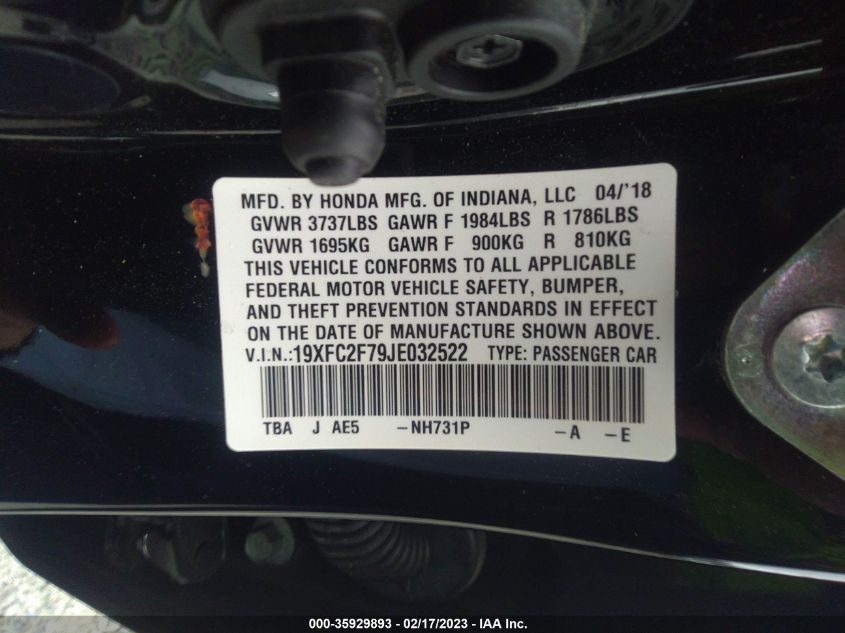 MFD. BY HONDA MFG. OF INDIANA, LLC 04/'18
GVWR 3737LBS GAWR F 1984LBS R 1786LBS
GVWR 1695KG GAWR F 900KG R 810KG
THIS VEHICLE CONFORMS TO ALL APPLICABLE
FEDERAL MOTOR VEHICLE SAFETY, BUMPER,
AND THEFT PREVENTION STANDARDS IN EFFECT
ON THE DATE OF MANUFACTURE SHOWN ABOVE.
V.I.N.:19XFC2F79JE032522 TYPE: PASSENGER CAR
TBA J AE5 –NH731P –A –E
000-35929893 - 02/17/2023 - IAA Inc.